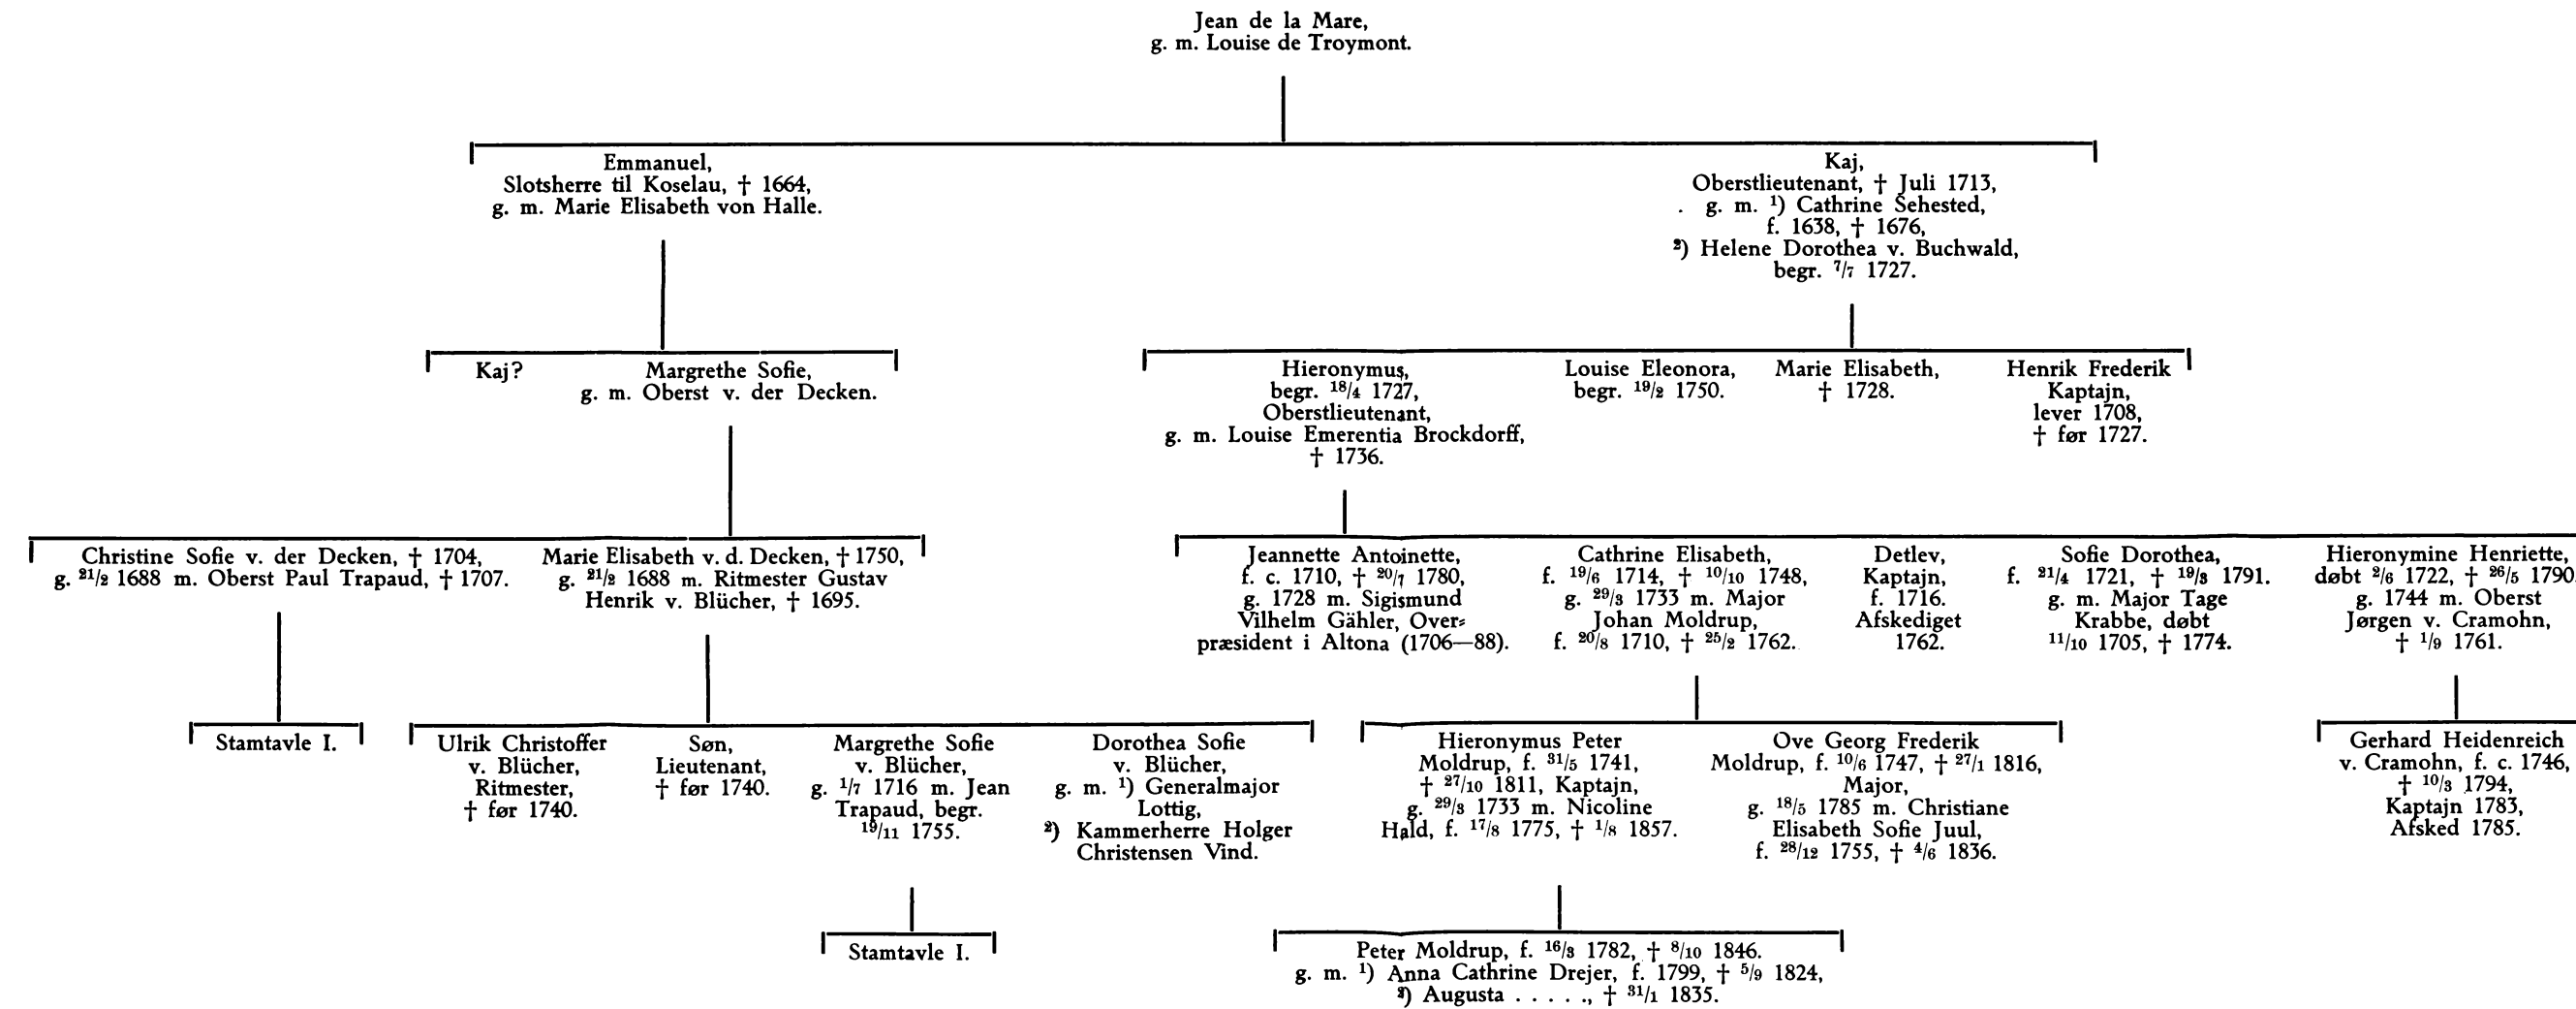 Jean de la Mare,
g. m. Louise de Troymont.
Emmanuel,
Slotsherre til Koselau, † 1664,
g. m. Marie Elisabeth von Halle.
Kaj,
Oberstlieutenant, † Juli 1713,
g. m. ¹) Cathrine Sehested,
f. 1638, † 1676,
²) Helene Dorothea v. Buchwald,
begr. 7/7 1727.
Kaj?
Margrethe Sofie,
g. m. Oberst v. der Decken.
Hieronymus,
begr. 18/4 1727,
Oberstlieutenant,
g. m. Louise Emerentia Brockdorff,
† 1736.
Louise Eleonora,
begr. 19/2 1750.
Marie Elisabeth,
† 1728.
Henrik Frederik
Kaptajn,
lever 1708,
† før 1727.
Christine Sofie v. der Decken, † 1704,
g. 21/2 1688 m. Oberst Paul Trapaud, † 1707.
Marie Elisabeth v. d. Decken, † 1750,
g. 21/2 1688 m. Ritmester Gustav
Henrik v. Blücher, † 1695.
Jeannette Antoinette,
f. c. 1710, † 20/7 1780,
g. 1728 m. Sigismund
Vilhelm Gähler, Over-
præsident i Altona (1706—88).
Cathrine Elisabeth,
f. 19/6 1714, † 10/10 1748,
g. 29/3 1733 m. Major
Johan Moldrup,
f. 20/8 1710, † 25/2 1762.
Detlev,
Kaptajn,
f. 1716.
Afskediget
1762.
Sofie Dorothea,
f. 21/4 1721, † 19/8 1791.
g. m. Major Tage
Krabbe, døbt
11/10 1705, † 1774.
Hieronymine Henriette,
døbt 2/6 1722, † 26/5 1790
g. 1744 m. Oberst
Jørgen v. Cramohn,
† 1/9 1761.
Stamtavle I.
Ulrik Christoffer
v. Blücher,
Ritmester,
† før 1740.
Søn,
Lieutenant,
† før 1740.
Margrethe Sofie
v. Blücher,
g. 1/7 1716 m. Jean
Trapaud, begr.
19/11 1755.
Dorothea Sofie
v. Blücher,
g. m. ¹) Generalmajor
Lottig,
²) Kammerherre Holger
Christensen Vind.
Hieronymus Peter
Moldrup, f. 31/5 1741,
† 27/10 1811, Kaptajn,
g. 29/3 1733 m. Nicoline
Hald, f. 17/8 1775, † 1/8 1857.
Ove Georg Frederik
Moldrup, f. 10/6 1747, † 27/1 1816,
Major,
g. 18/5 1785 m. Christiane
Elisabeth Sofie Juul,
f. 28/12 1755, † 4/6 1836.
Gerhard Heidenreich
v. Cramohn, f. c. 1746,
† 10/3 1794,
Kaptajn 1783,
Afsked 1785.
Stamtavle I.
Peter Moldrup, f. 16/3 1782, † 8/10 1846.
g. m. ¹) Anna Cathrine Drejer, f. 1799, † 5/9 1824,
²) Augusta . . . . ., † 31/1 1835.